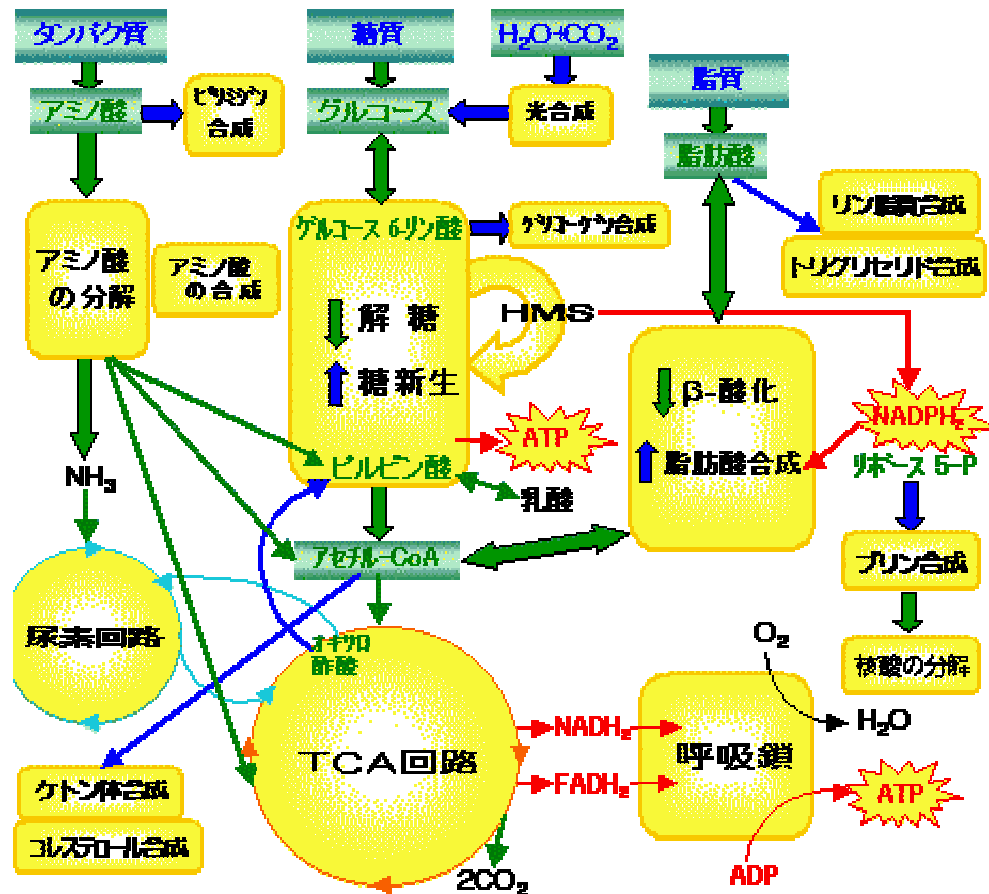 タンパク質
糖質
H₂O+CO₂
脂質
アミノ酸
ピリミジン
合成
グルコース
光合成
脂肪酸
リン脂質合成
トリグリセリド合成
グルコース 6-リン酸
グリコーゲン合成
アミノ酸
の分解
アミノ酸
の合成
解糖
糖新生
HMS
β-酸化
脂肪酸合成
NADPH₂
リボース 5-P
ATP
ピルビン酸
乳酸
NH₃
アセチル-CoA
プリン合成
核酸の分解
尿素回路
オキサロ
酢酸
O₂
H₂O
TCA回路
NADH₂
FADH₂
呼吸鎖
ATP
ADP
ケトン体合成
コレステロール合成
2CO₂